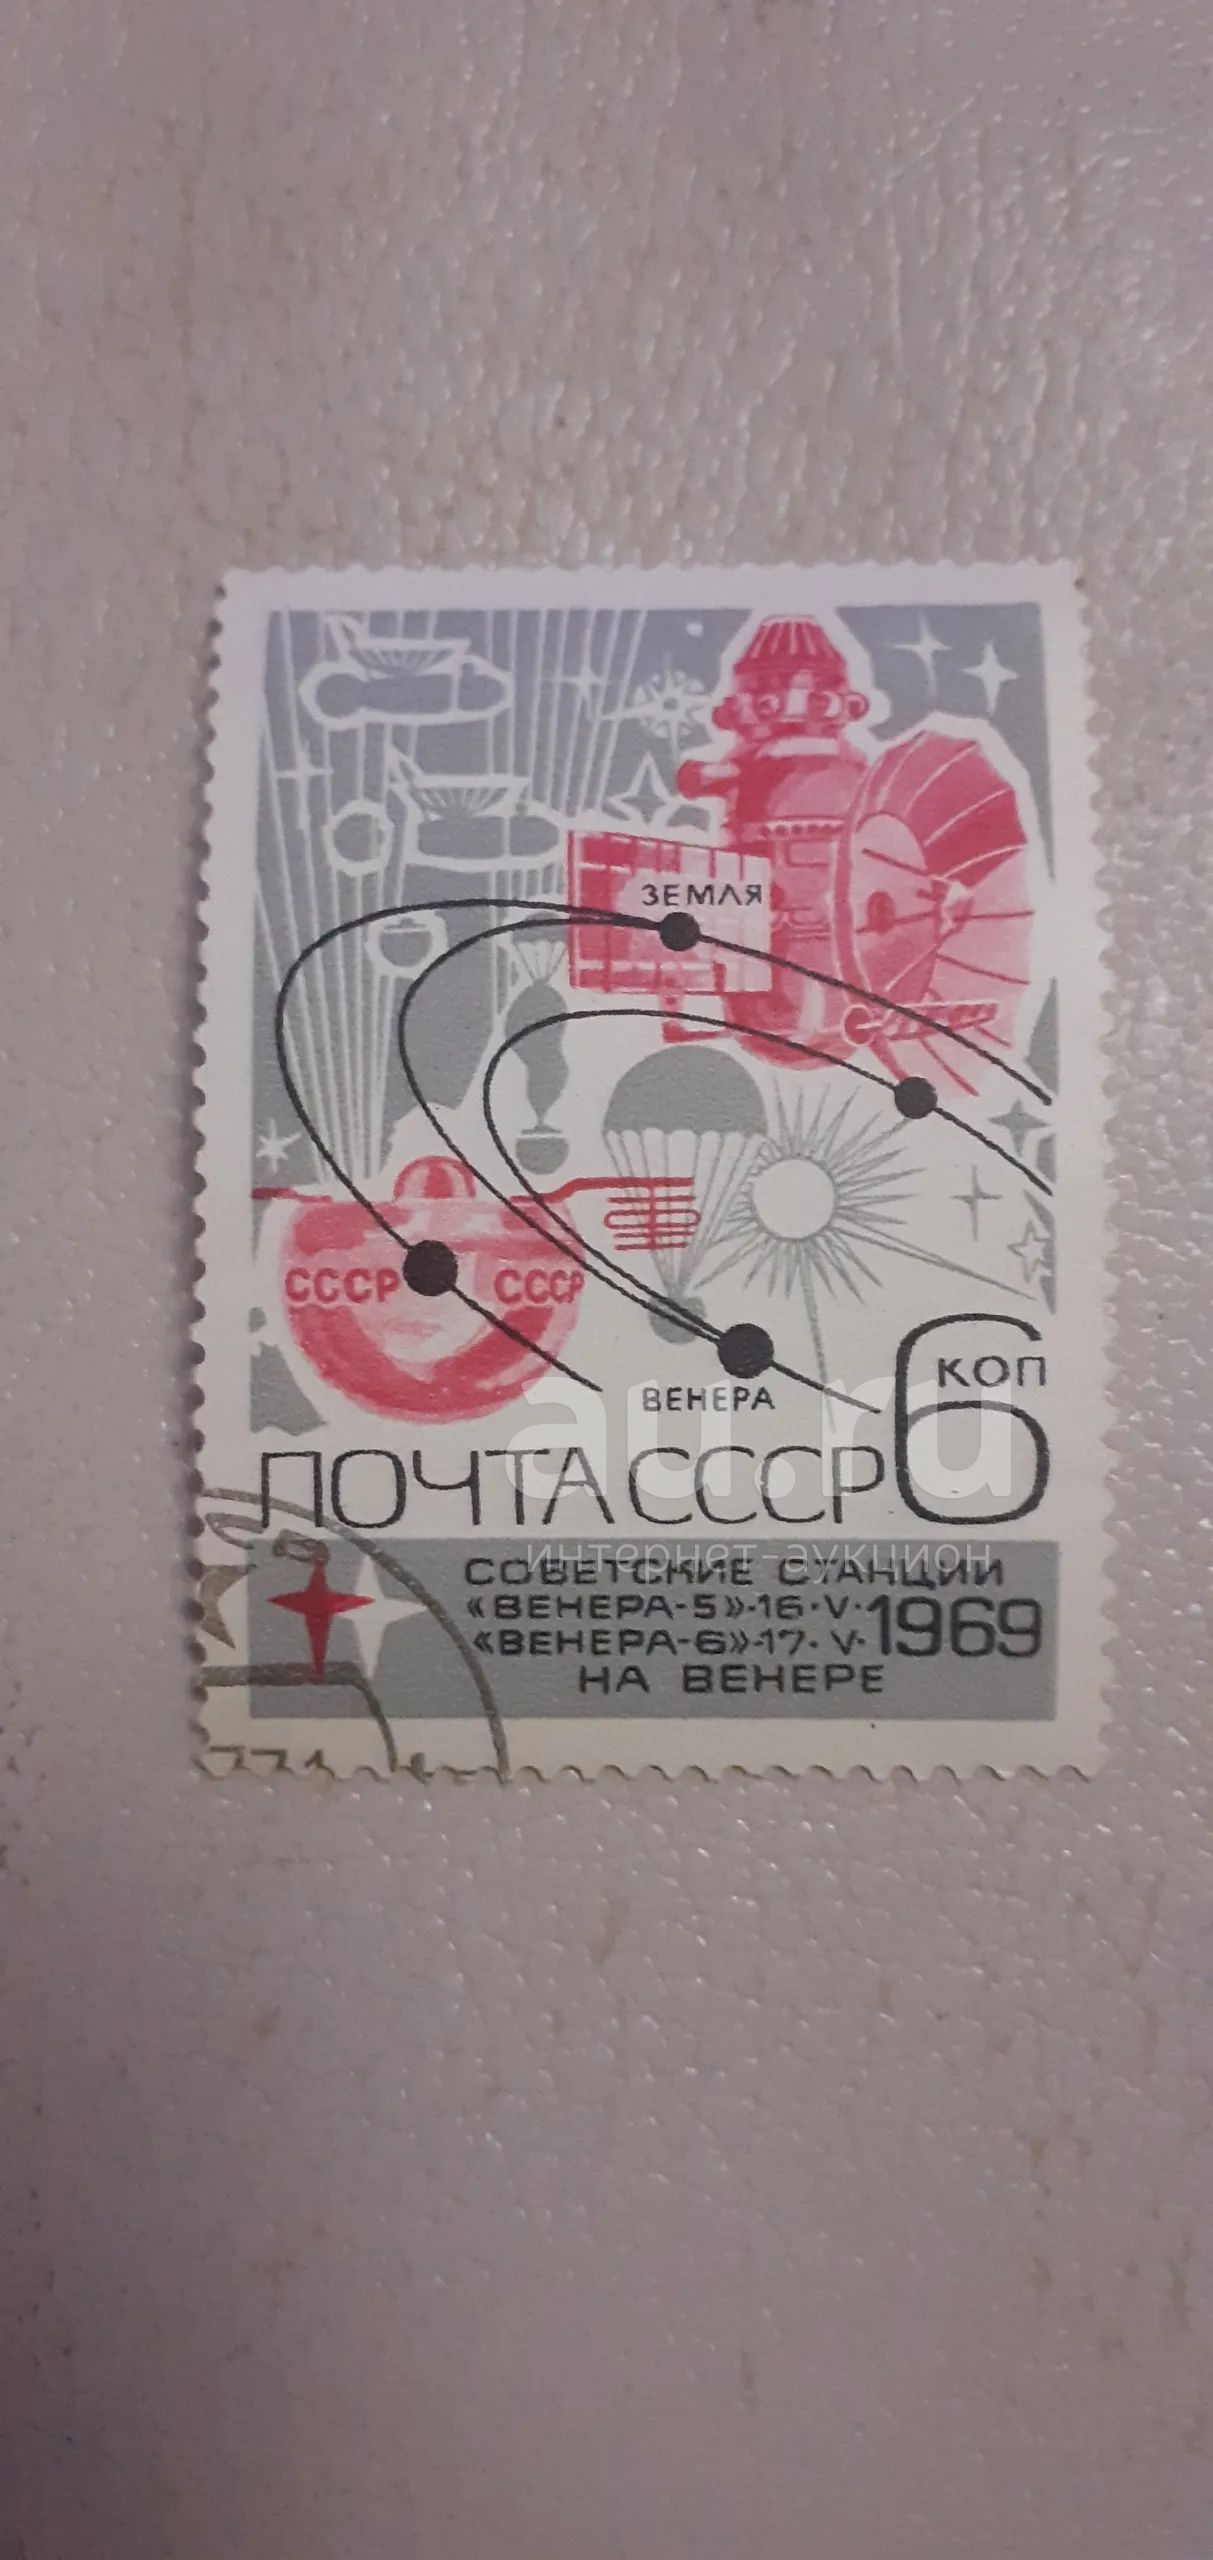 ЗЕМЛЯ
СССР СССР
ВЕНЕРА
6 КОП
ПОЧТА СССР
au.ru
интернет-аукцион
СОВЕТСКИЕ СТАНЦИИ
«ВЕНЕРА-5»·16·V·1969
«ВЕНЕРА-6»·17·V·
НА ВЕНЕРЕ